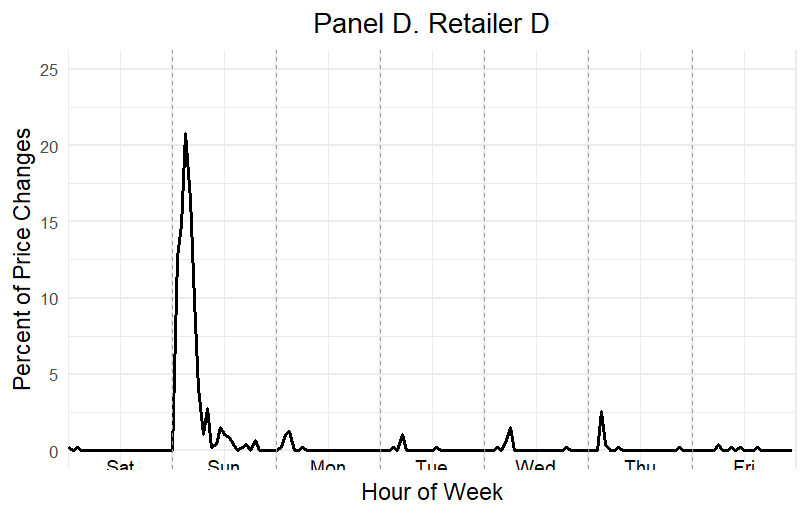 Panel D. Retailer D
Percent of Price Changes
25
20
15
10
5
0
Sat Sun Mon Tue Wed Thu Fri
Hour of Week